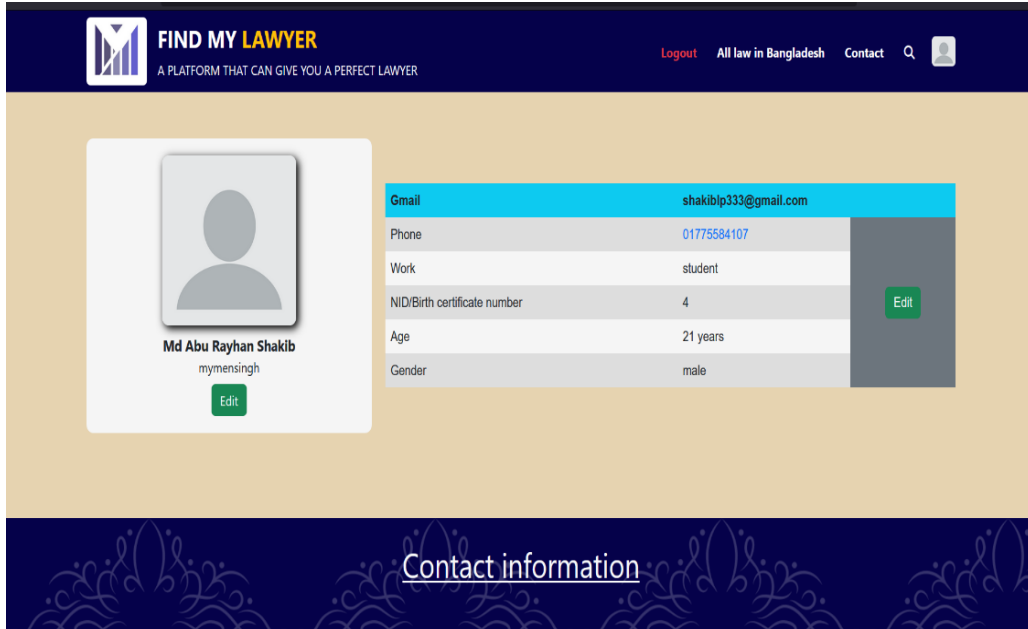 FIND MY LAWYER
A PLATFORM THAT CAN GIVE YOU A PERFECT LAWYER
Logout All law in Bangladesh Contact
Md Abu Rayhan Shakib
mymensingh
Edit
Gmail shakiblp333@gmail.com
Phone 01775584107
Work student
NID/Birth certificate number 4
Edit
Age 21 years
Gender male
Contact information